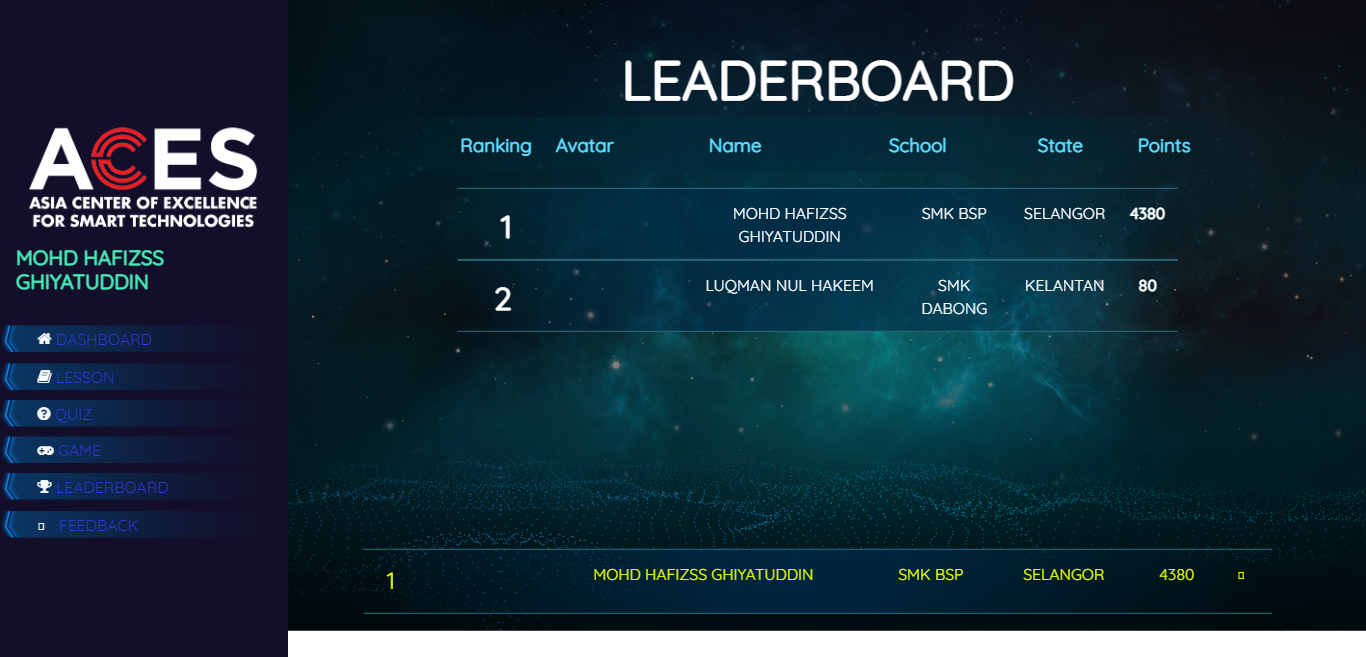 ACES
ASIA CENTER OF EXCELLENCE
FOR SMART TECHNOLOGIES
MOHD HAFIZSS
GHIYATUDDIN
DASHBOARD
LESSON
QUIZ
GAME
LEADERBOARD
FEEDBACK
LEADERBOARD
Ranking Avatar Name School State Points
1 MOHD HAFIZSS SMK BSP SELANGOR 4380
GHIYATUDDIN
2 LUQMAN NUL HAKEEM SMK KELANTAN 80
DABONG
1 MOHD HAFIZSS GHIYATUDDIN SMK BSP SELANGOR 4380